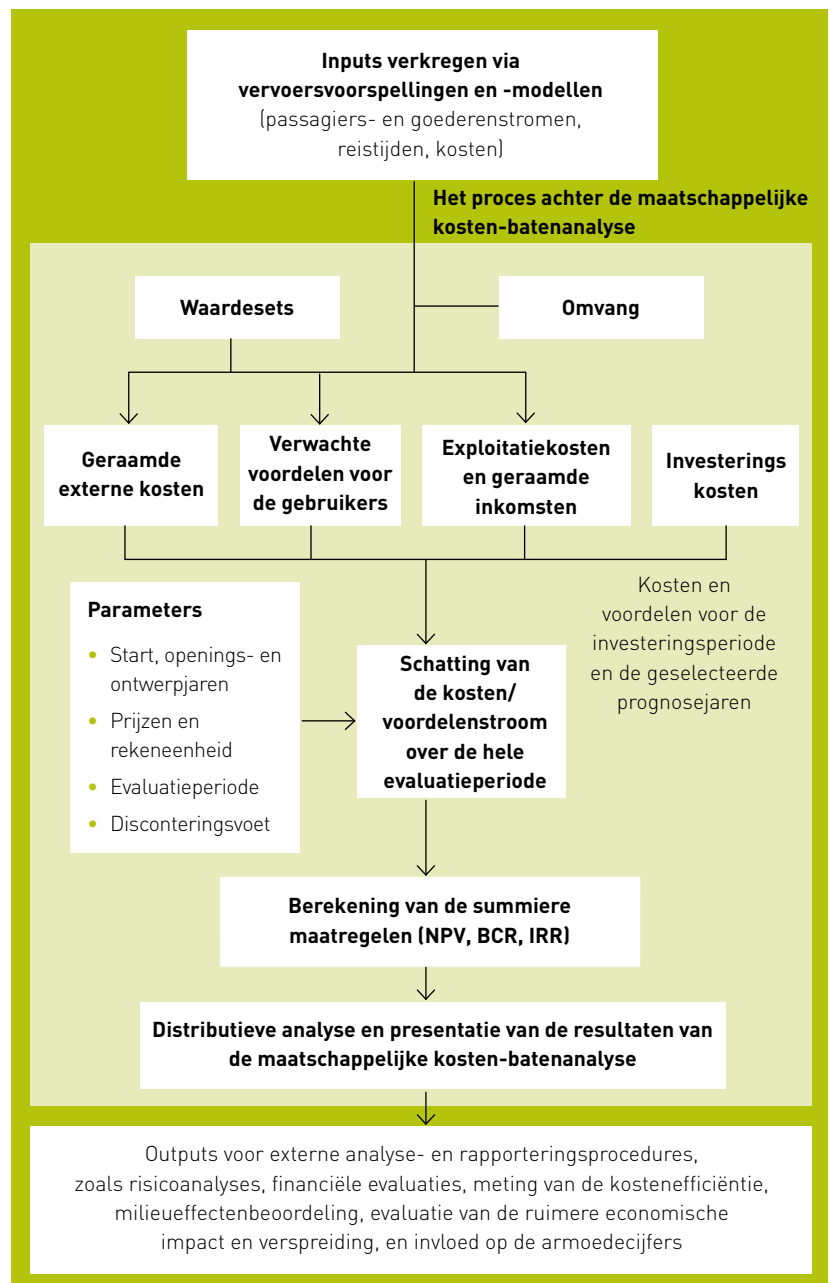 Inputs verkregen via
vervoersvoorspellingen en -modellen
(passagiers- en goederenstromen,
reistijden, kosten)
Het proces achter de maatschappelijke
kosten-batenanalyse
Waardesets
Omvang
Geraamde
externe kosten
Verwachte
voordelen voor
de gebruikers
Exploitatiekosten
en geraamde
inkomsten
Investerings
kosten
Kosten en
voordelen voor de
investeringsperiode
en de geselecteerde
prognosejaren
Parameters
• Start, openings- en
ontwerpjaren
• Prijzen en
rekeneenheid
• Evaluatieperiode
• Disconteringsvoet
Schatting van
de kosten/
voordelenstroom
over de hele
evaluatieperiode
Berekening van de summiere
maatregelen (NPV, BCR, IRR)
Distributieve analyse en presentatie van de resultaten van
de maatschappelijke kosten-batenanalyse
Outputs voor externe analyse- en rapporteringsprocedures,
zoals risicoanalyses, financiële evaluaties, meting van de kostenefficiëntie,
milieueffectenbeoordeling, evaluatie van de ruimere economische
impact en verspreiding, en invloed op de armoedecijfers